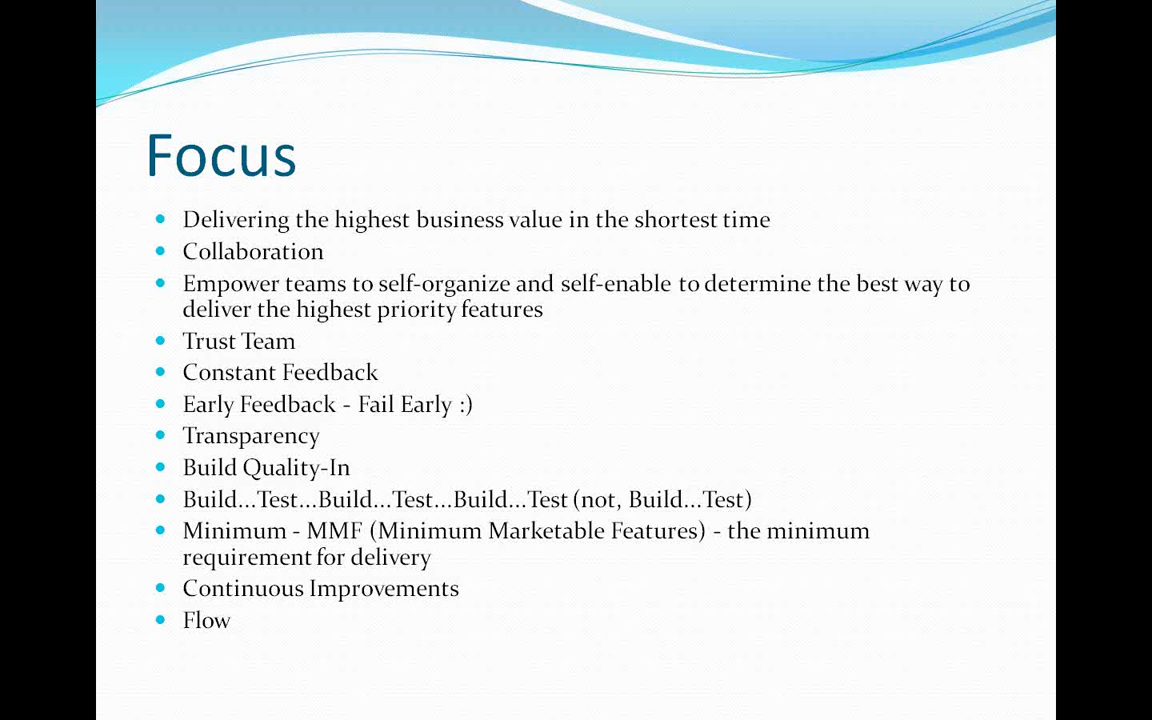 Focus
Delivering the highest business value in the shortest time
Collaboration
Empower teams to self-organize and self-enable to determine the best way to
deliver the highest priority features
Trust Team
Constant Feedback
Early Feedback - Fail Early :)
Transparency
Build Quality-In
Build...Test...Build...Test...Build...Test (not, Build...Test)
Minimum - MMF (Minimum Marketable Features) - the minimum
requirement for delivery
Continuous Improvements
Flow